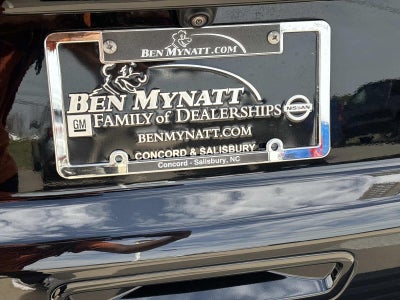 BEN MYNATT.COM
BEN MYNATT
GM FAMILY of DEALERSHIPS NISSAN
BENMYNATT.COM
CONCORD & SALISBURY
Concord - Salisbury, NC